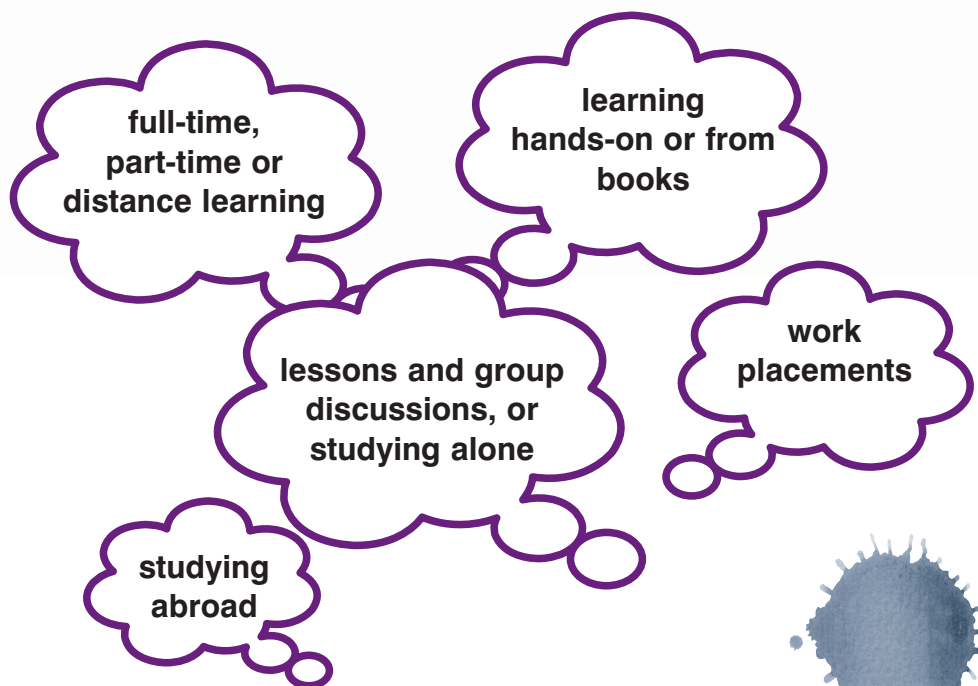 full-time,
part-time or
distance learning
learning
hands-on or from
books
lessons and group
discussions, or
studying alone
work
placements
studying
abroad